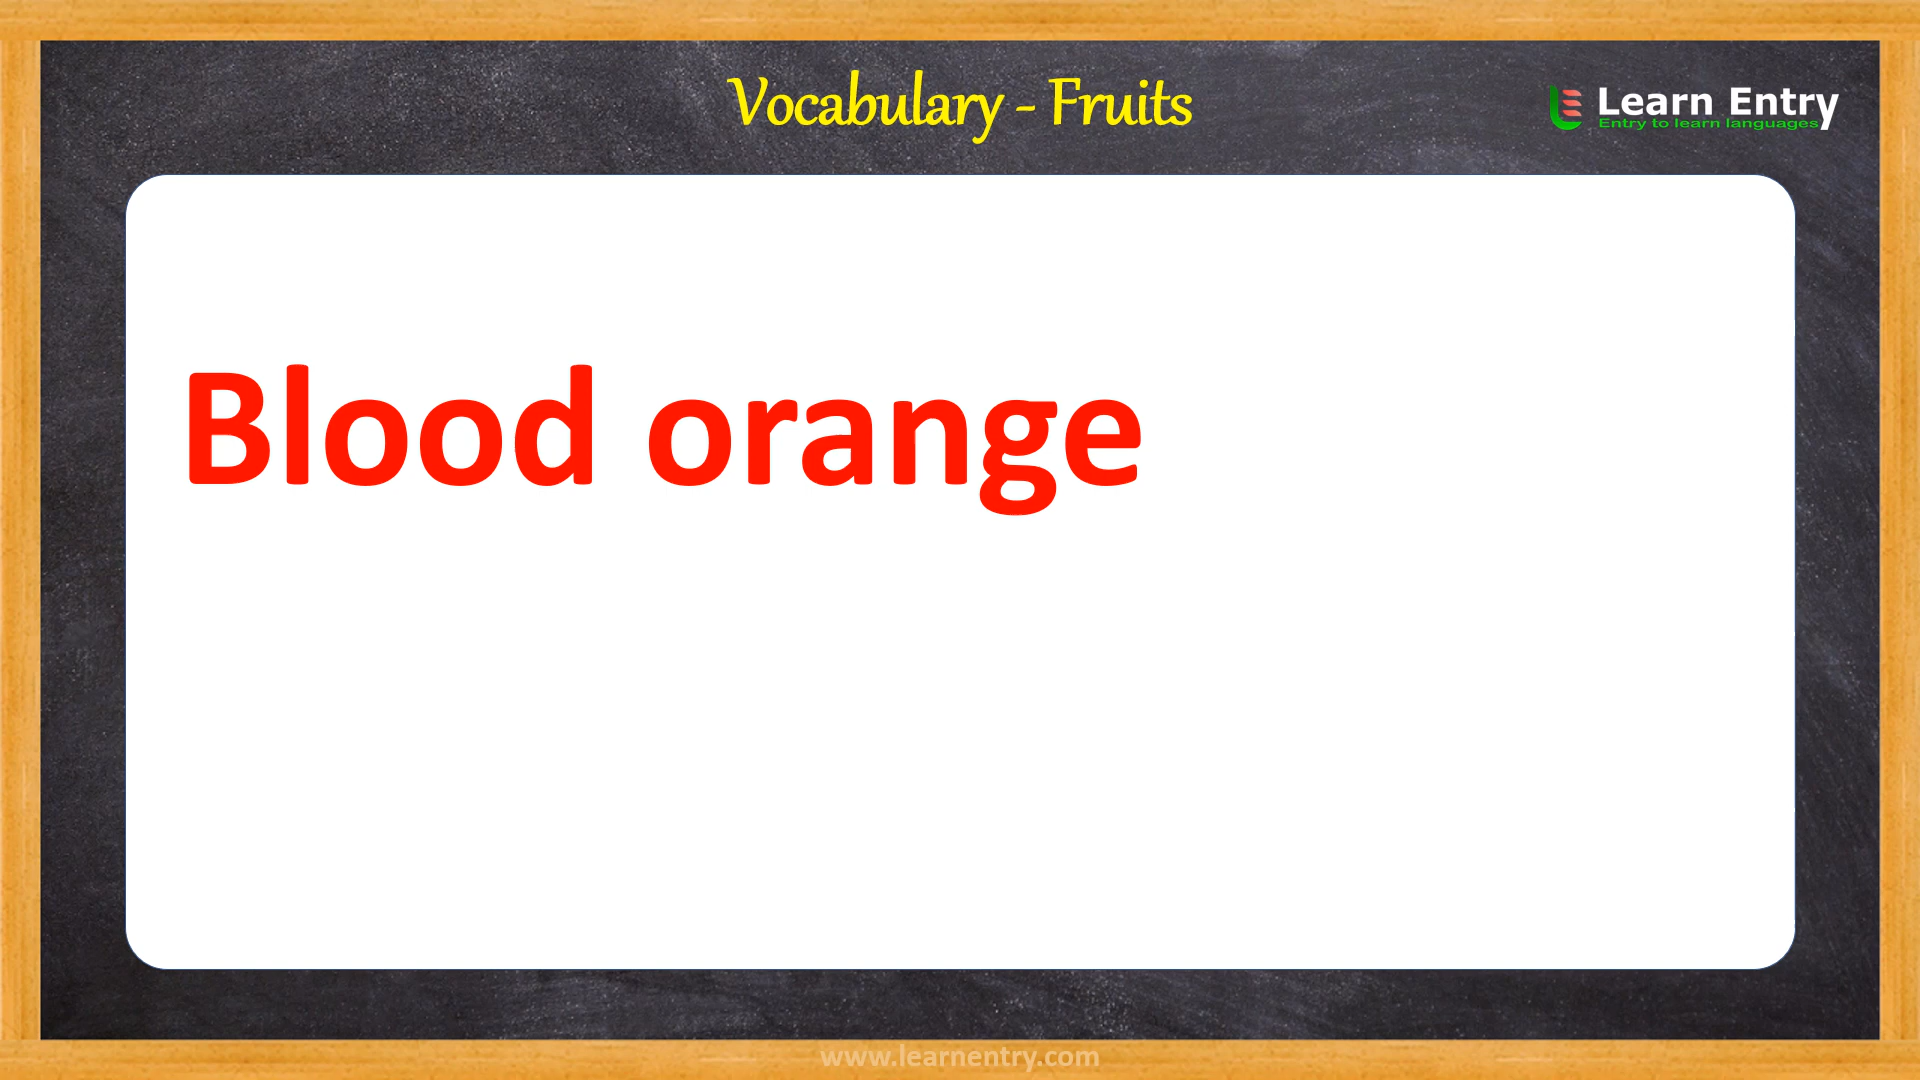 Vocabulary - Fruits
Learn Entry
Entry to learn languages
Blood orange
www.learnentry.com